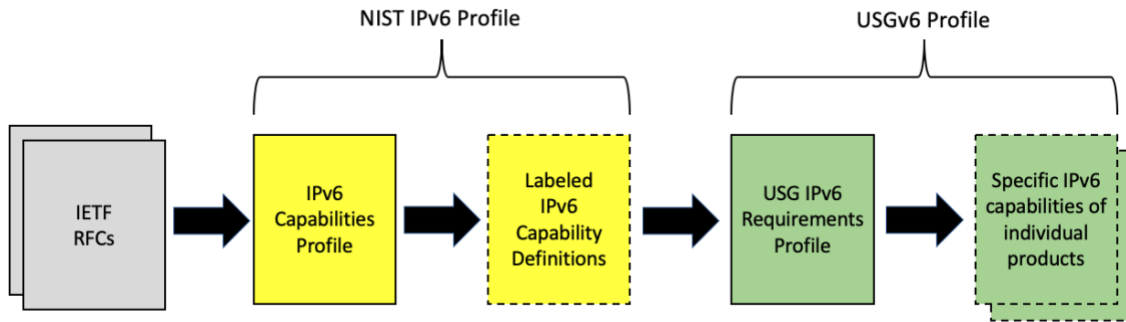 NIST IPv6 Profile
USGv6 Profile
IETF
RFCs
IPv6
Capabilities
Profile
Labeled
IPv6
Capability
Definitions
USG IPv6
Requirements
Profile
Specific IPv6
capabilities of
individual
products